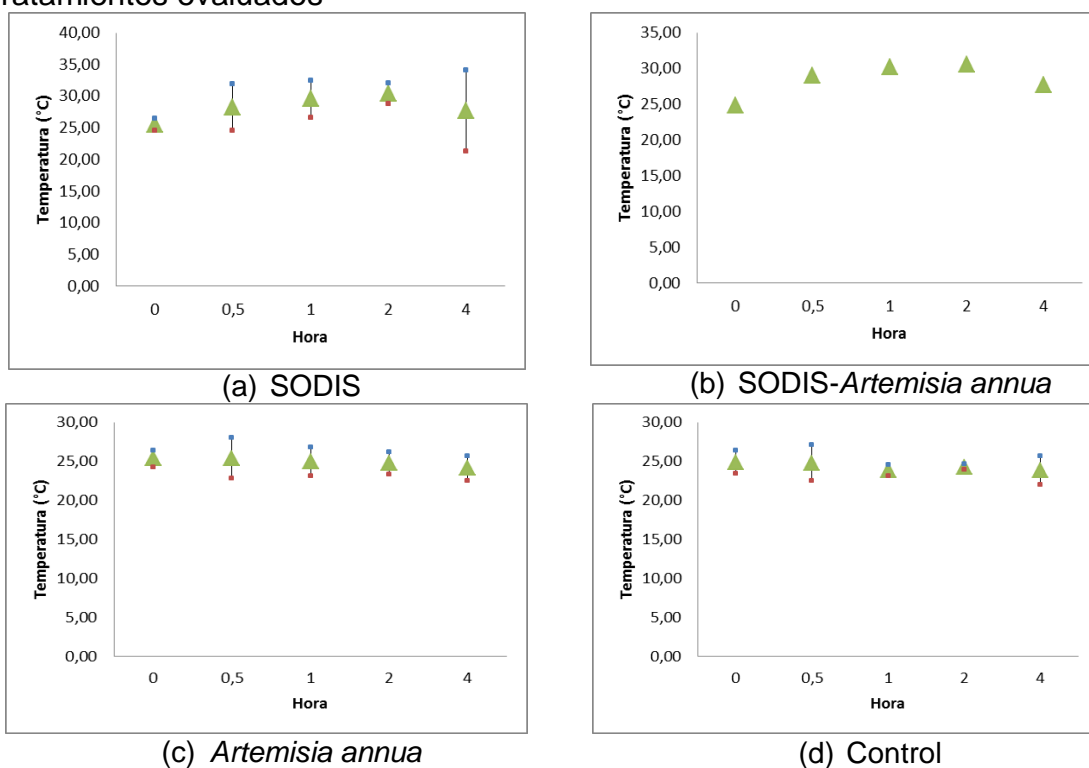 ratamientos evaluados
40,00
35,00
30,00
25,00
20,00
15,00
10,00
5,00
0,00
Temperatura (°C)
0 0,5 1 2 4
Hora
(a) SODIS
35,00
30,00
25,00
20,00
15,00
10,00
5,00
0,00
Temperatura (°C)
0 0,5 1 2 4
Hora
(b) SODIS-Artemisia annua
30,00
25,00
20,00
15,00
10,00
5,00
0,00
Temperatura (°C)
0 0,5 1 2 4
Hora
(c) Artemisia annua
30,00
25,00
20,00
15,00
10,00
5,00
0,00
Temperatura (°C)
0 0,5 1 2 4
Hora
(d) Control